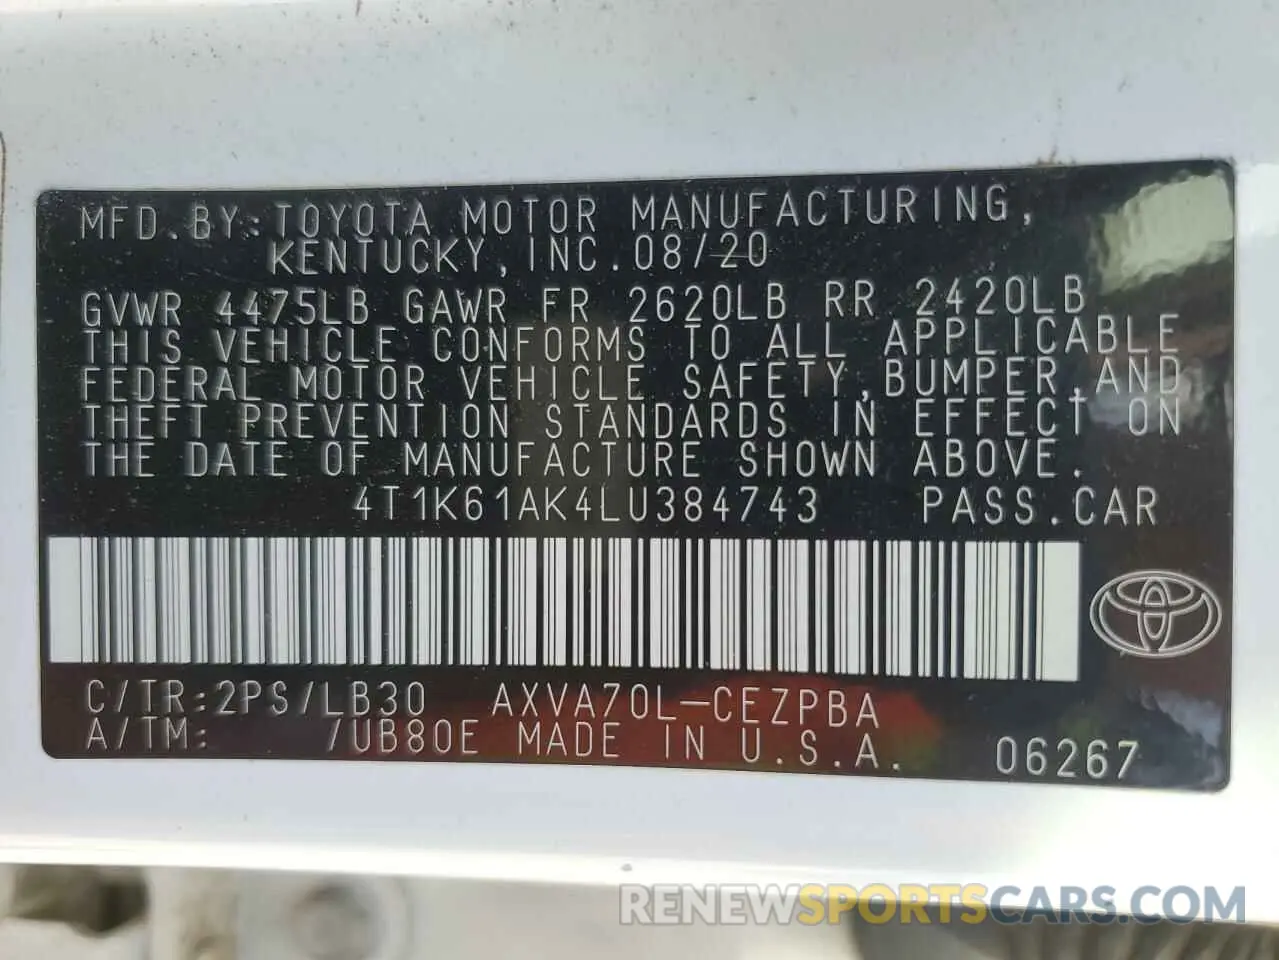 MFD. BY: TOYOTA MOTOR MANUFACTURING,
KENTUCKY, INC. 08/20
GVWR 4475LB GAWR FR 2620LB RR 2420LB
THIS VEHICLE CONFORMS TO ALL APPLICABLE
FEDERAL MOTOR VEHICLE SAFETY, BUMPER, AND
THEFT PREVENTION STANDARDS IN EFFECT ON
THE DATE OF MANUFACTURE SHOWN ABOVE.
4T1K61AK4LU384743 PASS. CAR
C/TR: 2PS/LB30 AXVA70L-CEZPBA
A/TM: /UB80E MADE IN U.S.A. 06267
RENEWSPORTSCARS.COM